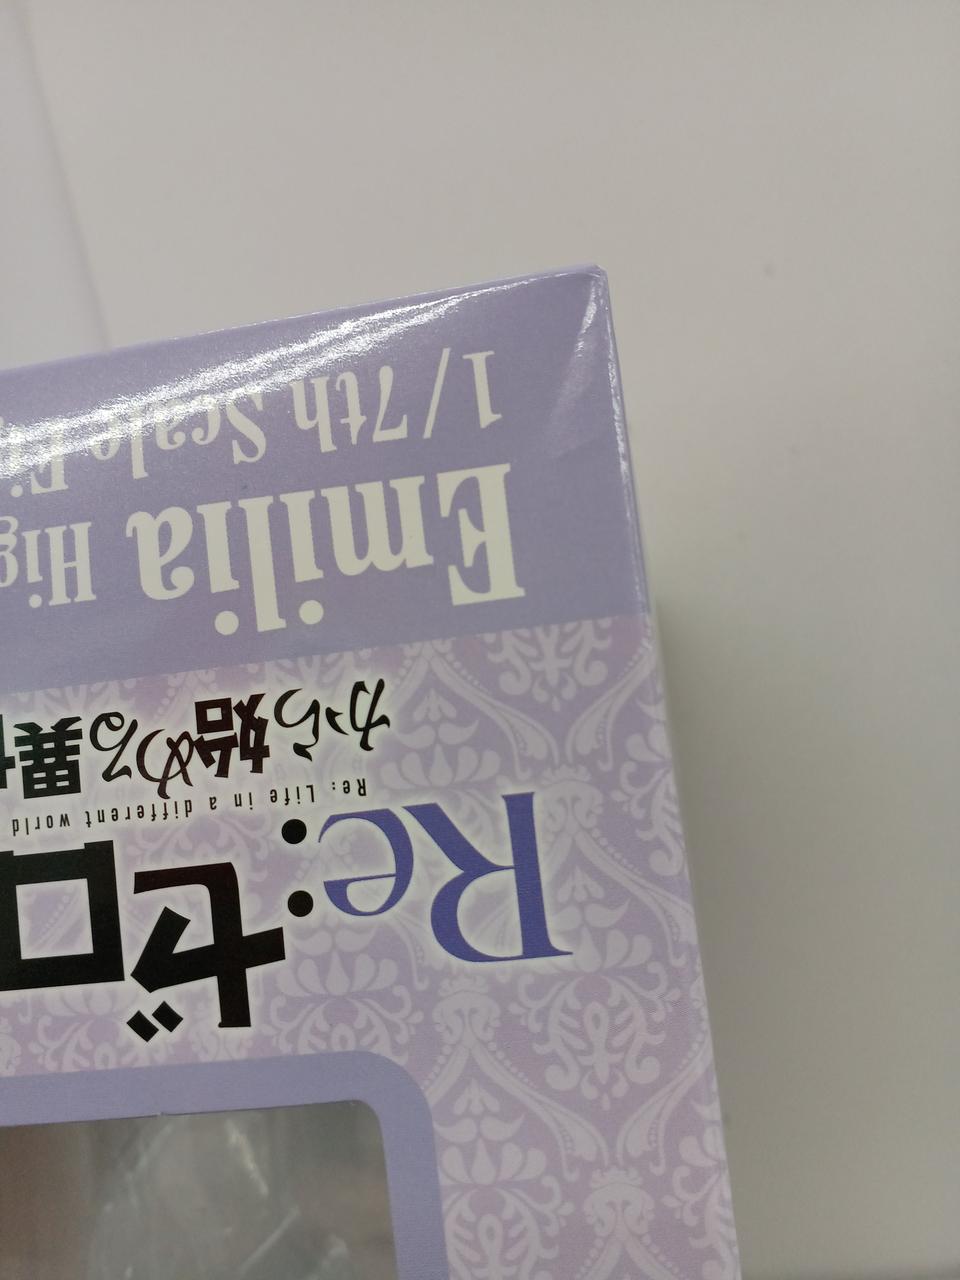 Re:ゼロ
Re: Life in a different world
から始める異
Emilia Hig
1/7th Scale Fi